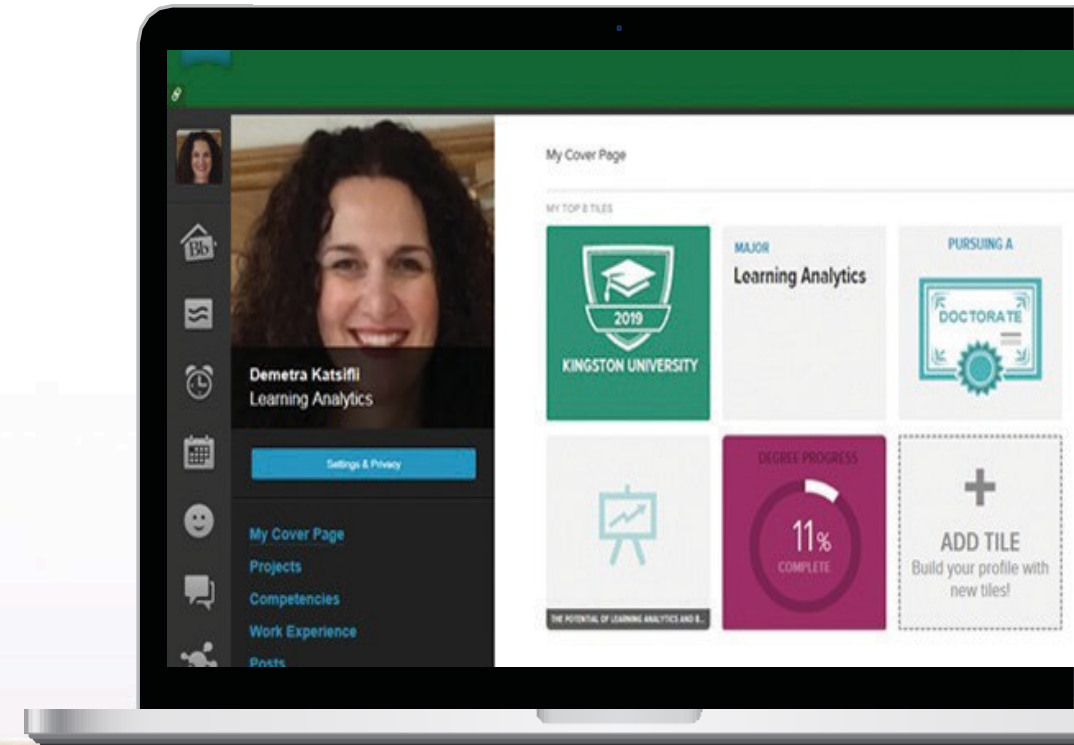 Bb
Demetra Katsifli
Learning Analytics
Settings & Privacy
My Cover Page
Projects
Competencies
Work Experience
Posts
My Cover Page
MY TOP 8 TILES
2019
KINGSTON UNIVERSITY
MAJOR
Learning Analytics
PURSUING A
DOCTORATE
THE POTENTIAL OF LEARNING ANALYTICS AND B...
DEGREE PROGRESS
11%
COMPLETE
ADD TILE
Build your profile with
new tiles!